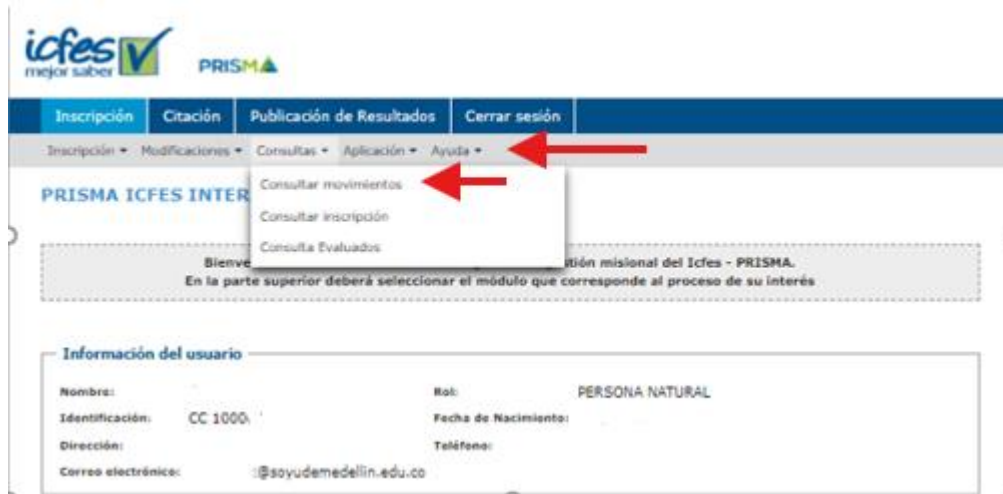 icfes
mejor saber
PRISMA
Inscripción Citación Publicación de Resultados Cerrar sesión
Inscripción Modificaciones Consultas Aplicación Ayuda
Consultar movimientos
Consultar inscripción
Consulta Evaluados
PRISMA ICFES INTER
Bienve tión misional del Icfes - PRISMA.
En la parte superior deberá seleccionar el módulo que corresponde al proceso de su interés
Información del usuario
Nombre: Rol: PERSONA NATURAL
Identificación: CC 1000 Fecha de Nacimiento:
Dirección: Teléfono:
Correo electrónico: @soyudemedellin.edu.co